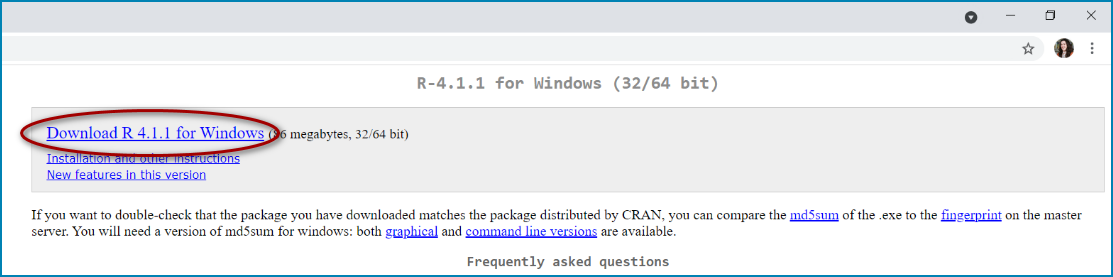 R-4.1.1 for Windows (32/64 bit)
Download R 4.1.1 for Windows (86 megabytes, 32/64 bit)
Installation and other instructions
New features in this version
If you want to double-check that the package you have downloaded matches the package distributed by CRAN, you can compare the md5sum of the .exe to the fingerprint on the master
server. You will need a version of md5sum for windows: both graphical and command line versions are available.
Frequently asked questions